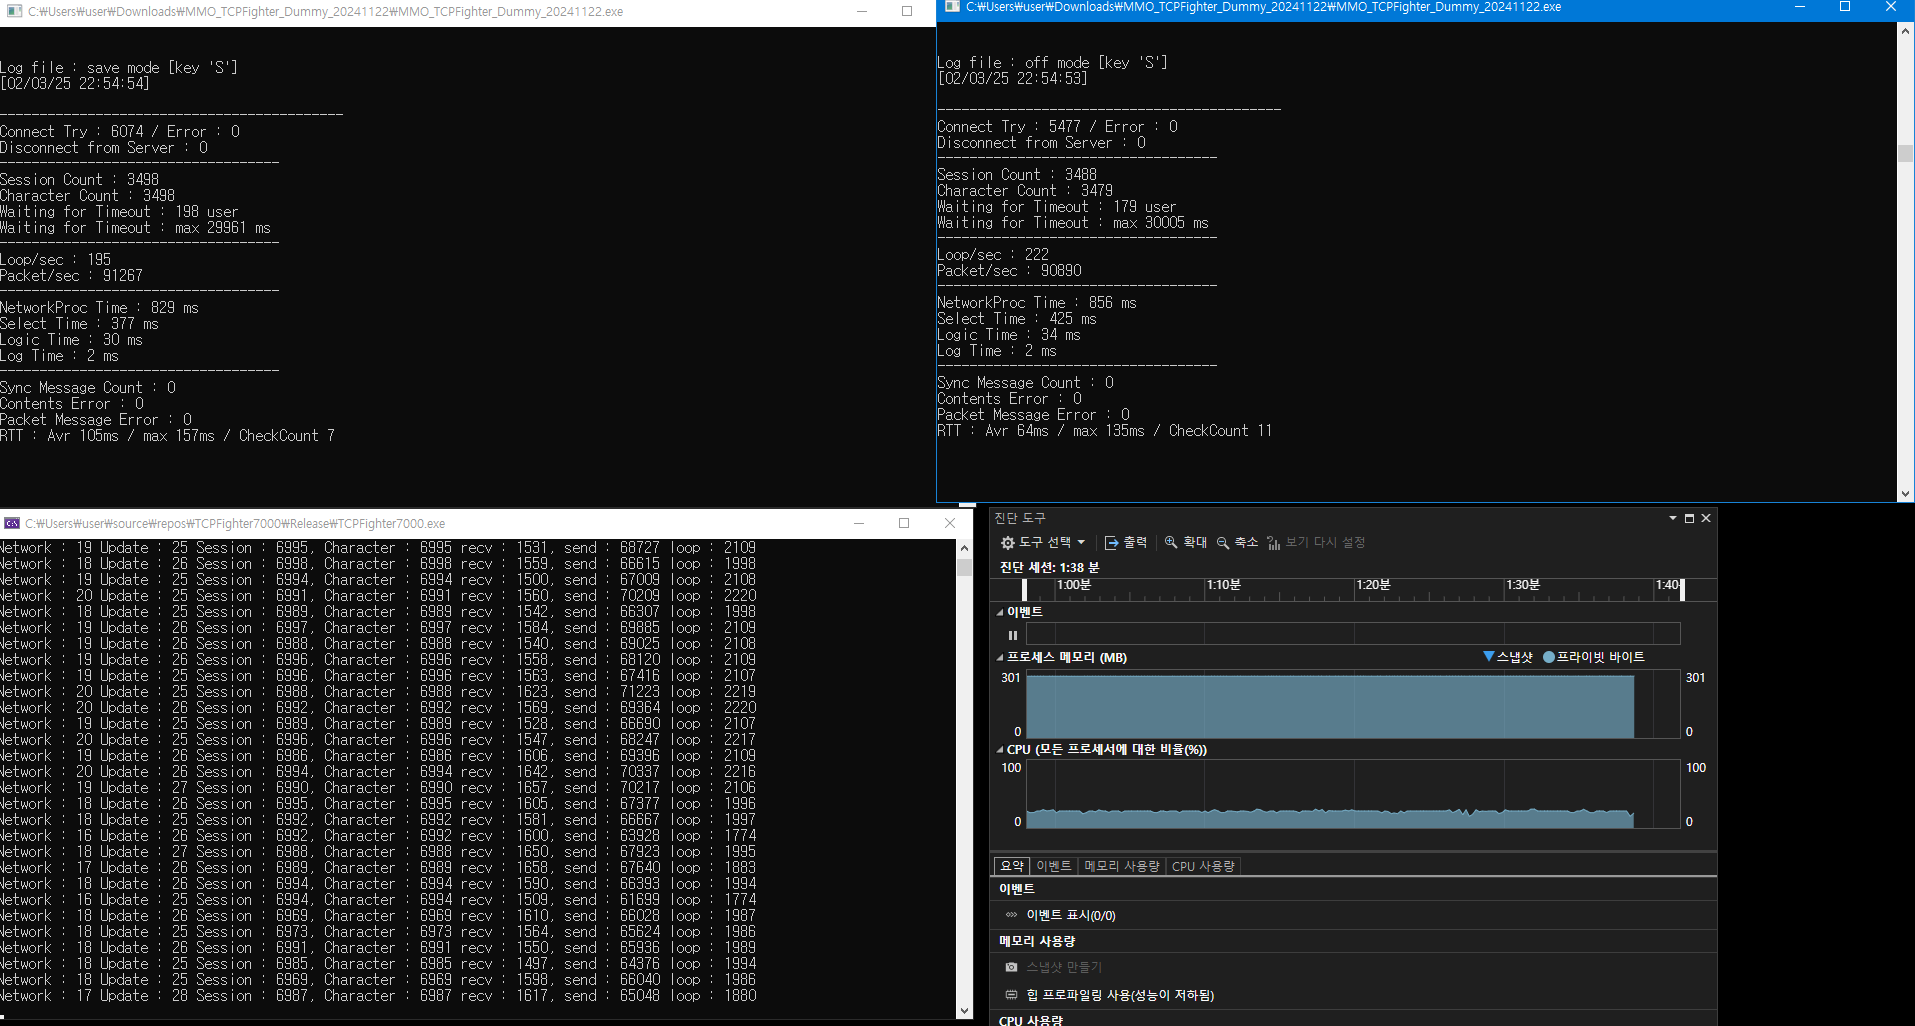 C:₩Users₩user₩Downloads₩MMO_TCPFighter_Dummy_20241122₩MMO_TCPFighter_Dummy_20241122.exe
Log file : save mode [key 'S']
[02/03/25 22:54:54]
-------------------------------------------
Connect Try : 6074 / Error : 0
Disconnect from Server : 0
-----------------------------------
Session Count : 3498
Character Count : 3498
Waiting for Timeout : 198 user
Waiting for Timeout : max 29961 ms
-----------------------------------
Loop/sec : 195
Packet/sec : 91267
-----------------------------------
NetworkProc Time : 829 ms
Select Time : 377 ms
Logic Time : 30 ms
Log Time : 2 ms
-----------------------------------
Sync Message Count : 0
Contents Error : 0
Packet Message Error : 0
RTT : Avr 105ms / max 157ms / CheckCount 7
C:₩Users₩user₩Downloads₩MMO_TCPFighter_Dummy_20241122₩MMO_TCPFighter_Dummy_20241122.exe
Log file : off mode [key 'S']
[02/03/25 22:54:53]
-------------------------------------------
Connect Try : 5477 / Error : 0
Disconnect from Server : 0
-----------------------------------
Session Count : 3488
Character Count : 3479
Waiting for Timeout : 179 user
Waiting for Timeout : max 30005 ms
-----------------------------------
Loop/sec : 222
Packet/sec : 90890
-----------------------------------
NetworkProc Time : 856 ms
Select Time : 425 ms
Logic Time : 34 ms
Log Time : 2 ms
-----------------------------------
Sync Message Count : 0
Contents Error : 0
Packet Message Error : 0
RTT : Avr 64ms / max 135ms / CheckCount 11
C:₩Users₩user₩source₩repos₩TCPFighter7000₩Release₩TCPFighter7000.exe
Network : 19 Update : 25 Session : 6995, Character : 6995 recv : 1531, send : 68727 loop : 2109
Network : 18 Update : 26 Session : 6998, Character : 6998 recv : 1559, send : 66615 loop : 1998
Network : 19 Update : 25 Session : 6994, Character : 6994 recv : 1500, send : 67009 loop : 2108
Network : 20 Update : 25 Session : 6991, Character : 6991 recv : 1560, send : 70209 loop : 2220
Network : 18 Update : 26 Session : 6989, Character : 6989 recv : 1542, send : 66307 loop : 1998
Network : 19 Update : 26 Session : 6997, Character : 6997 recv : 1584, send : 69885 loop : 2109
Network : 19 Update : 26 Session : 6988, Character : 6988 recv : 1540, send : 69025 loop : 2108
Network : 19 Update : 26 Session : 6996, Character : 6996 recv : 1558, send : 68120 loop : 2109
Network : 19 Update : 25 Session : 6996, Character : 6996 recv : 1563, send : 67416 loop : 2107
Network : 20 Update : 25 Session : 6988, Character : 6988 recv : 1623, send : 71223 loop : 2219
Network : 20 Update : 26 Session : 6992, Character : 6992 recv : 1569, send : 69364 loop : 2220
Network : 19 Update : 25 Session : 6989, Character : 6989 recv : 1528, send : 66690 loop : 2107
Network : 20 Update : 25 Session : 6996, Character : 6996 recv : 1547, send : 68247 loop : 2217
Network : 19 Update : 26 Session : 6986, Character : 6986 recv : 1606, send : 69396 loop : 2109
Network : 20 Update : 26 Session : 6994, Character : 6994 recv : 1642, send : 70337 loop : 2216
Network : 19 Update : 27 Session : 6990, Character : 6990 recv : 1657, send : 70217 loop : 2106
Network : 18 Update : 26 Session : 6995, Character : 6995 recv : 1605, send : 67377 loop : 1996
Network : 18 Update : 25 Session : 6992, Character : 6992 recv : 1581, send : 66667 loop : 1997
Network : 16 Update : 26 Session : 6992, Character : 6992 recv : 1600, send : 63928 loop : 1774
Network : 18 Update : 27 Session : 6988, Character : 6988 recv : 1650, send : 67923 loop : 1995
Network : 17 Update : 26 Session : 6989, Character : 6989 recv : 1658, send : 67640 loop : 1883
Network : 18 Update : 26 Session : 6994, Character : 6994 recv : 1590, send : 66393 loop : 1994
Network : 16 Update : 25 Session : 6994, Character : 6994 recv : 1509, send : 61699 loop : 1774
Network : 18 Update : 26 Session : 6969, Character : 6969 recv : 1610, send : 66028 loop : 1987
Network : 18 Update : 25 Session : 6973, Character : 6973 recv : 1564, send : 65624 loop : 1986
Network : 18 Update : 26 Session : 6991, Character : 6991 recv : 1550, send : 65936 loop : 1989
Network : 18 Update : 25 Session : 6985, Character : 6985 recv : 1497, send : 64376 loop : 1994
Network : 18 Update : 25 Session : 6969, Character : 6969 recv : 1598, send : 66040 loop : 1986
Network : 17 Update : 28 Session : 6987, Character : 6987 recv : 1617, send : 65048 loop : 1880
진단 도구
도구 선택 출력 확대 축소 보기 다시 설정
진단 세션: 1:38 분
1:00분 1:10분 1:20분 1:30분 1:40
이벤트
프로세스 메모리 (MB) 스냅샷 프라이빗 바이트
301 301
0 0
CPU (모든 프로세서에 대한 비율(%))
100 100
0 0
요약 이벤트 메모리 사용량 CPU 사용량
이벤트
이벤트 표시(0/0)
메모리 사용량
스냅샷 만들기
힙 프로파일링 사용(성능이 저하됨)
CPU 사용량